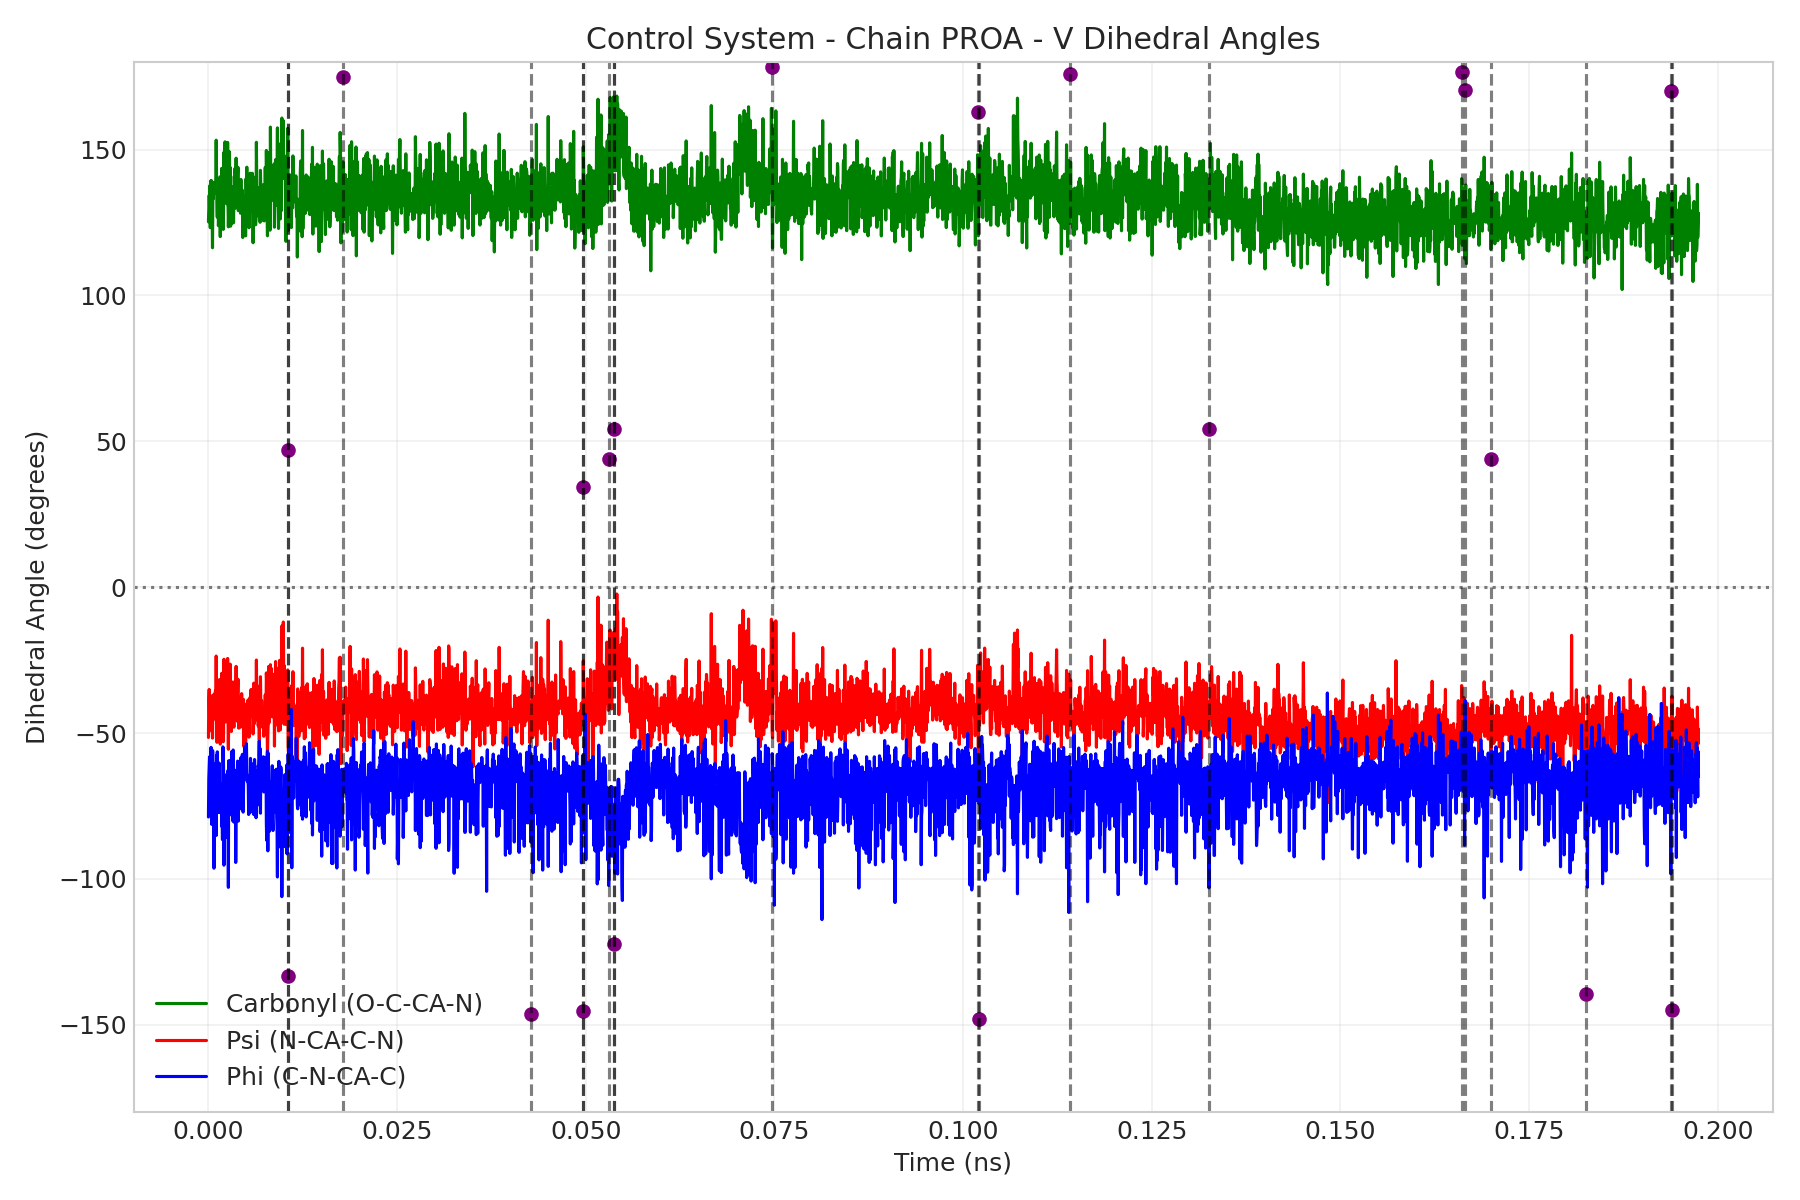 Control System - Chain PROA - V Dihedral Angles
Dihedral Angle (degrees)
150
100
50
0
−50
−100
−150
Carbonyl (O-C-CA-N)
Psi (N-CA-C-N)
Phi (C-N-CA-C)
0.000 0.025 0.050 0.075 0.100 0.125 0.150 0.175 0.200
Time (ns)